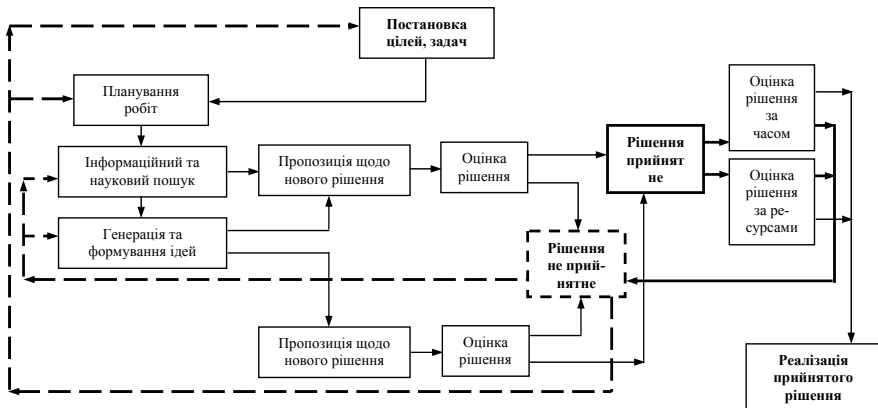 Постановка
цілей, задач
Планування
робіт
Інформаційний та
науковий пошук
Генерація та
формування ідей
Пропозиція щодо
нового рішення
Оцінка
рішення
Рішення
прийнят
не
Оцінка
рішення
за
часом
Оцінка
рішення
за ре-
сурсами
Рішення
не прий-
нятне
Пропозиція щодо
нового рішення
Оцінка
рішення
Реалізація
прийнятого
рішення